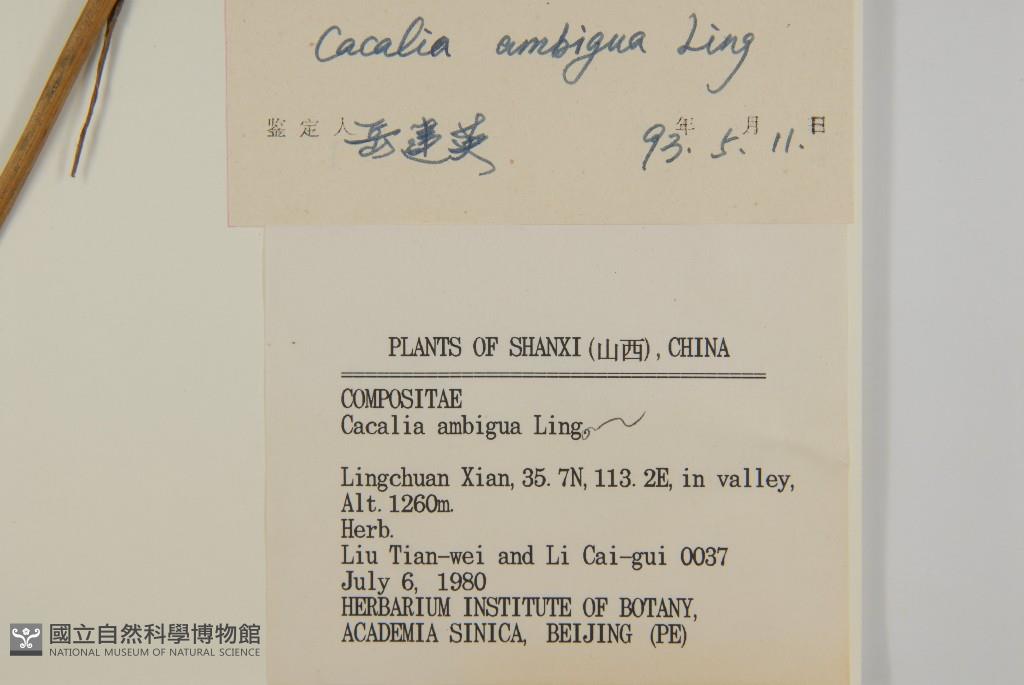 Cacalia ambigua Ling
鉴定人 岳建英 93年 5月 11日
PLANTS OF SHANXI (山西), CHINA
COMPOSITAE
Cacalia ambigua Ling.
Lingchuan Xian, 35. 7N, 113. 2E, in valley,
Alt. 1260m.
Herb.
Liu Tian-wei and Li Cai-gui 0037
July 6, 1980
HERBARIUM INSTITUTE OF BOTANY,
ACADEMIA SINICA, BEIJING (PE)
國立自然科學博物館
NATIONAL MUSEUM OF NATURAL SCIENCE